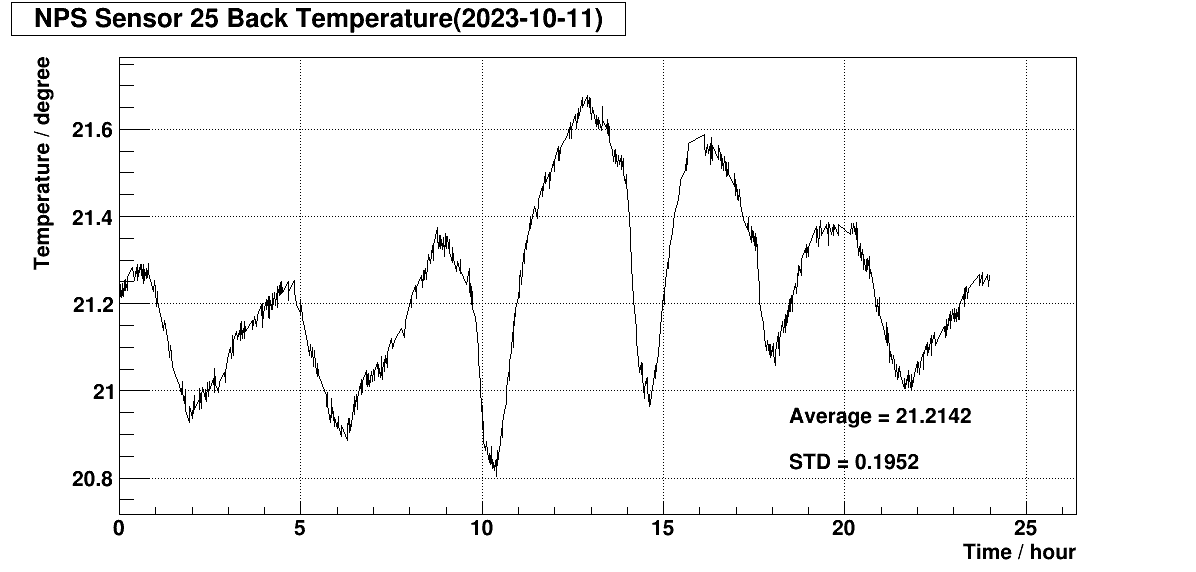 NPS Sensor 25 Back Temperature(2023-10-11)
Temperature / degree
21.6
21.4
21.2
21
20.8
Average = 21.2142
STD = 0.1952
0 5 10 15 20 25
Time / hour